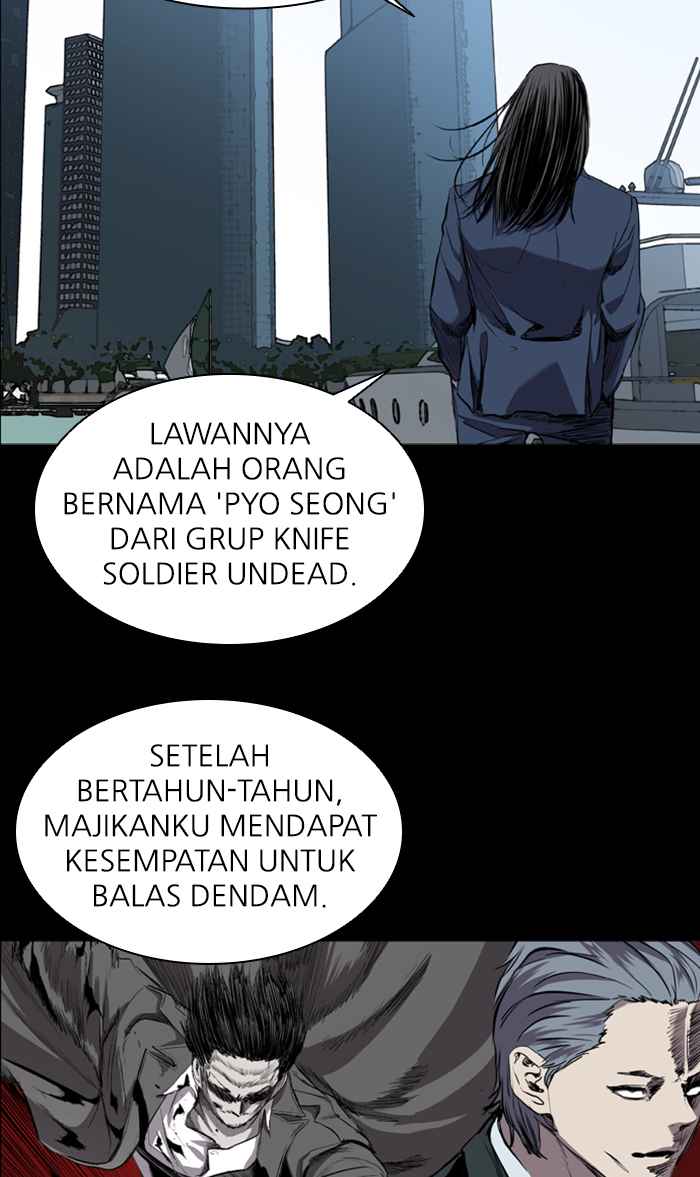 LAWANNYA
ADALAH ORANG
BERNAMA 'PYO SEONG'
DARI GRUP KNIFE
SOLDIER UNDEAD.
SETELAH
BERTAHUN-TAHUN,
MAJIKANKU MENDAPAT
KESEMPATAN UNTUK
BALAS DENDAM.